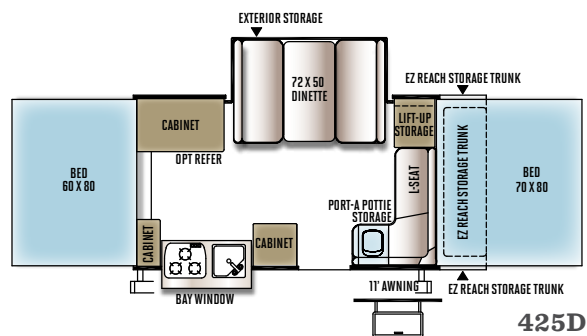 EXTERIOR STORAGE
72 X 50
DINETTE
EZ REACH STORAGE TRUNK
CABINET
LIFT-UP
STORAGE
OPT REFER
BED
60 X 80
L-SEAT
EZ REACH STORAGE TRUNK
BED
70 X 80
PORT-A POTTIE
STORAGE
CABINET
CABINET
BAY WINDOW
11' AWNING
EZ REACH STORAGE TRUNK
425D